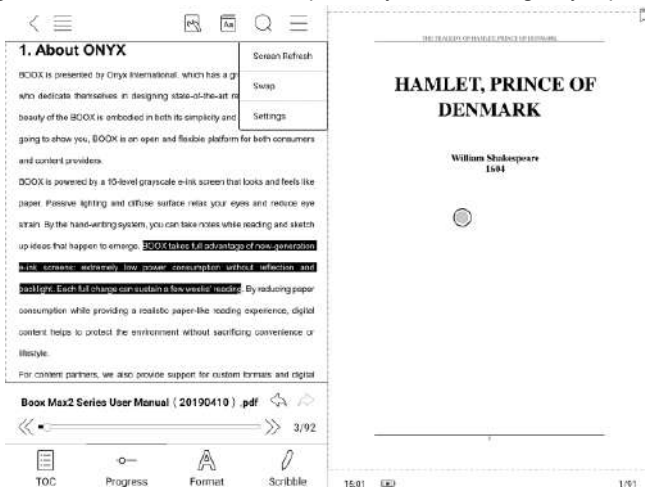 1. About ONYX
BOOX is presented by Onyx International, which has a gr
who dedicate themselves in designing state-of-the-art re
beauty of the BOOX is embodied in both its simplicity and
going to show you, BOOX is an open and flexible platform for both consumers
and content providers.
BOOX is powered by a 16-level grayscale e-ink screen that looks and feels like
paper. Passive lighting and diffuse surface relax your eyes and reduce eye
strain. By the hand-writing system, you can take notes while reading and sketch
up ideas that happen to emerge. BOOX takes full advantage of new-generation
e-ink screens: extremely low power consumption without reflection and
backlight. Each full charge can sustain a few weeks' reading. By reducing paper
consumption while providing a realistic paper-like reading experience, digital
content helps to protect the environment without sacrificing convenience or
lifestyle.
For content partners, we also provide support for custom formats and digital
Aa
Screen Refresh
Swap
Settings
Boox Max2 Series User Manual ( 20190410 ) .pdf
3/92
TOC
Progress
Format
Scribble
THE TRAGEDY OF HAMLET, PRINCE OF DENMARK
HAMLET, PRINCE OF
DENMARK
William Shakespeare
1604
15:01
1/91